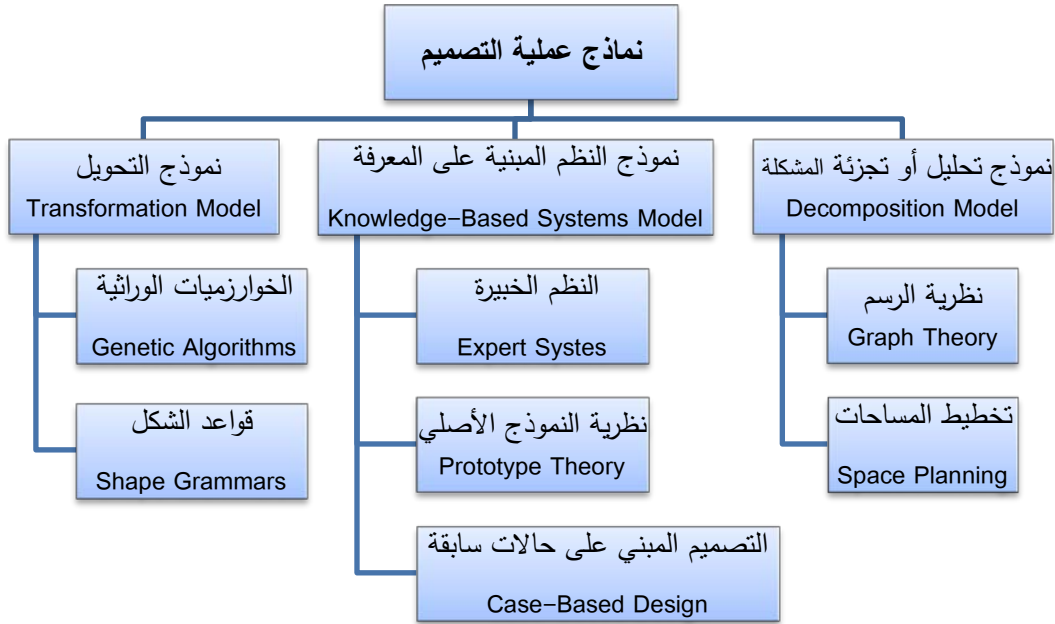 نماذج عملية التصميم
نموذج تحليل أو تجزئة المشكلة
Decomposition Model
نظرية الرسم
Graph Theory
تخطيط المساحات
Space Planning
نموذج النظم المبنية على المعرفة
Knowledge-Based Systems Model
النظم الخبيرة
Expert Systes
نظرية النموذج الأصلي
Prototype Theory
التصميم المبني على حالات سابقة
Case-Based Design
نموذج التحويل
Transformation Model
الخوارزميات الوراثية
Genetic Algorithms
قواعد الشكل
Shape Grammars